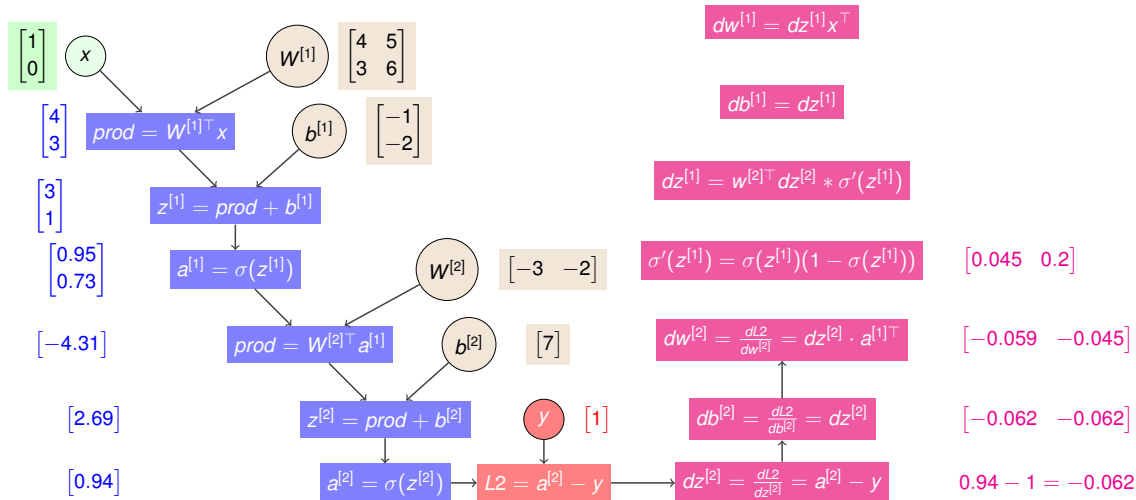 [1 0] x W^{[1]} [4 5 3 6] dw^{[1]} = dz^{[1]}x^⊤
[4 3] prod = W^{[1]⊤}x b^{[1]} [−1 −2] db^{[1]} = dz^{[1]}
[3 1] z^{[1]} = prod + b^{[1]} dz^{[1]} = w^{[2]⊤}dz^{[2]} * σ′(z^{[1]})
[0.95 0.73] a^{[1]} = σ(z^{[1]}) W^{[2]} [−3 −2] σ′(z^{[1]}) = σ(z^{[1]})(1 − σ(z^{[1]})) [0.045 0.2]
[−4.31] prod = W^{[2]⊤}a^{[1]} b^{[2]} [7] dw^{[2]} = dL2/dw^{[2]} = dz^{[2]} · a^{[1]⊤} [−0.059 −0.045]
[2.69] z^{[2]} = prod + b^{[2]} y [1] db^{[2]} = dL2/db^{[2]} = dz^{[2]} [−0.062 −0.062]
[0.94] a^{[2]} = σ(z^{[2]}) L2 = a^{[2]} − y dz^{[2]} = dL2/dz^{[2]} = a^{[2]} − y 0.94 − 1 = −0.062